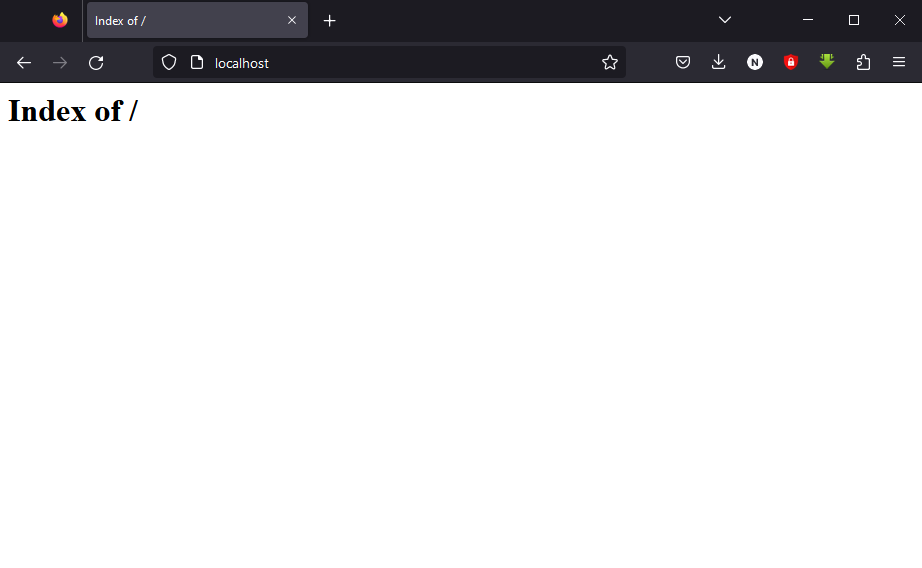 Index of /
localhost
N
Index of /